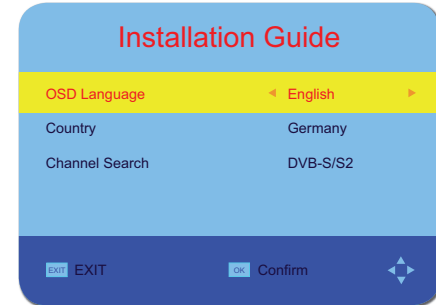 Installation Guide
OSD Language English
Country Germany
Channel Search DVB-S/S2
EXIT EXIT OK Confirm